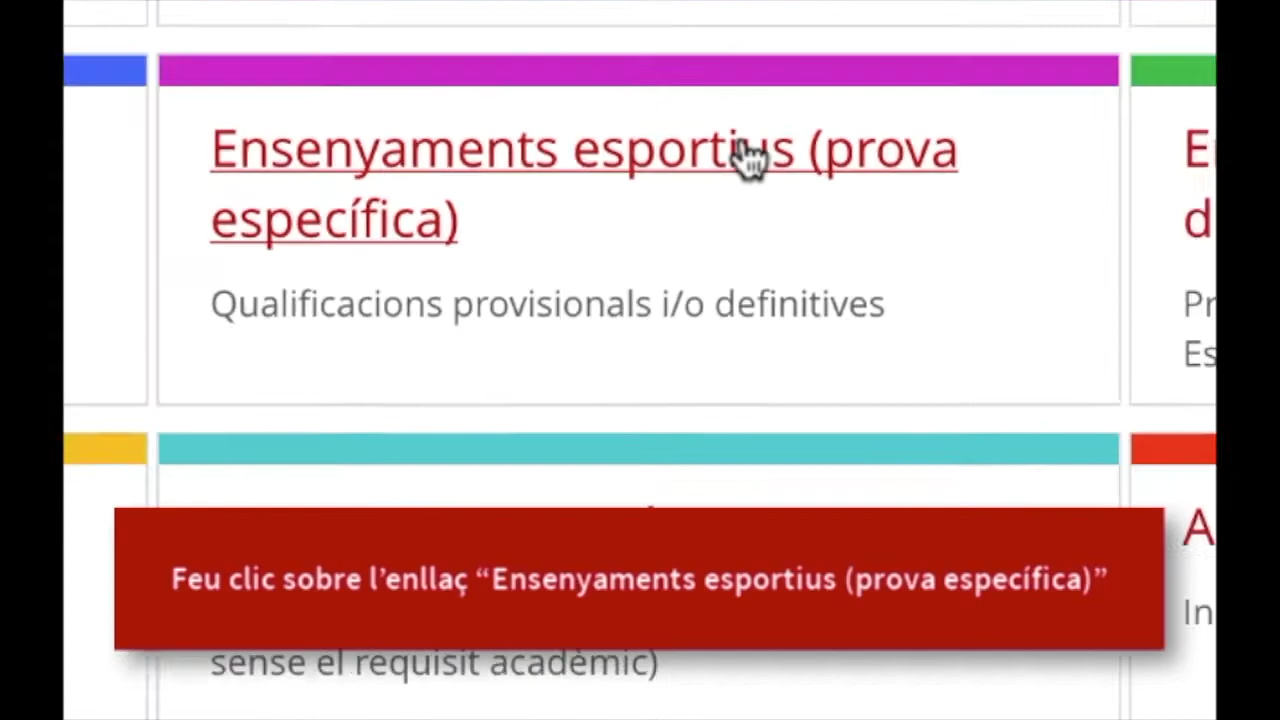 Ensenyaments esportius (prova
específica)
Qualificacions provisionals i/o definitives
Feu clic sobre l’enllaç “Ensenyaments esportius (prova específica)”
sense el requisit acadèmic)